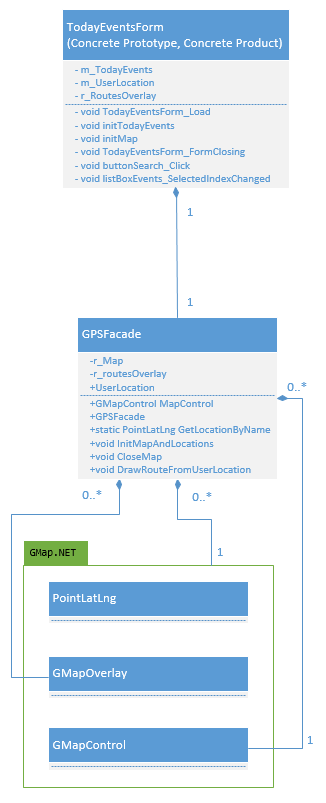 TodayEventsForm
(Concrete Prototype, Concrete Product)
- m_TodayEvents
- m_UserLocation
- r_RoutesOverlay
- void TodayEventsForm_Load
- void initTodayEvents
- void initMap
- void TodayEventsForm_FormClosing
- void buttonSearch_Click
- void listBoxEvents_SelectedIndexChanged
1
1
GPSFacade
-r_Map
-r_routesOverlay
+UserLocation
+GMapControl MapControl
+GPSFacade
+static PointLatLng GetLocationByName
+void InitMapAndLocations
+void CloseMap
+void DrawRouteFromUserLocation
0..*
0..*
0..*
GMap.NET
1
PointLatLng
GMapOverlay
GMapControl
1